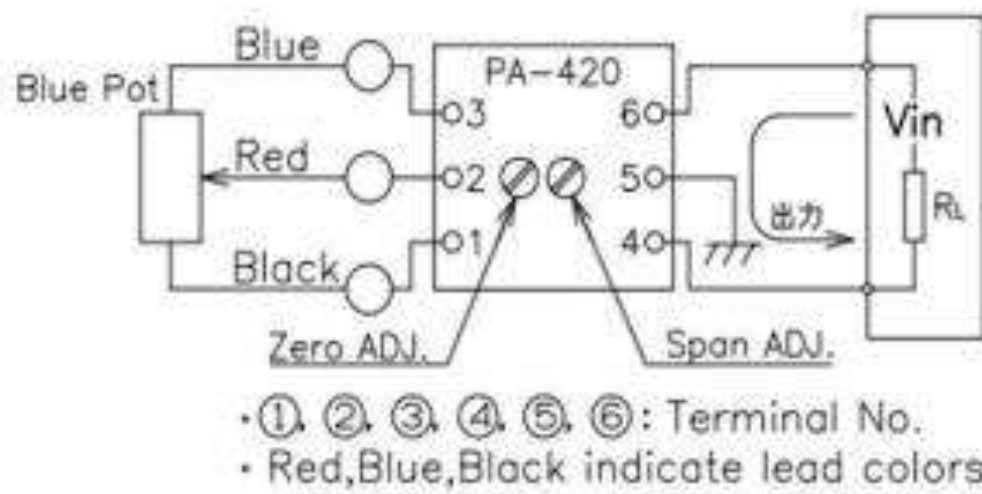 Blue
PA-420
Blue Pot
3
6
Vin
Red
2
5
RL
出力
1
4
Black
Zero ADJ.
Span ADJ.
・①, ②, ③, ④, ⑤, ⑥: Terminal No.
・Red,Blue,Black indicate lead colors